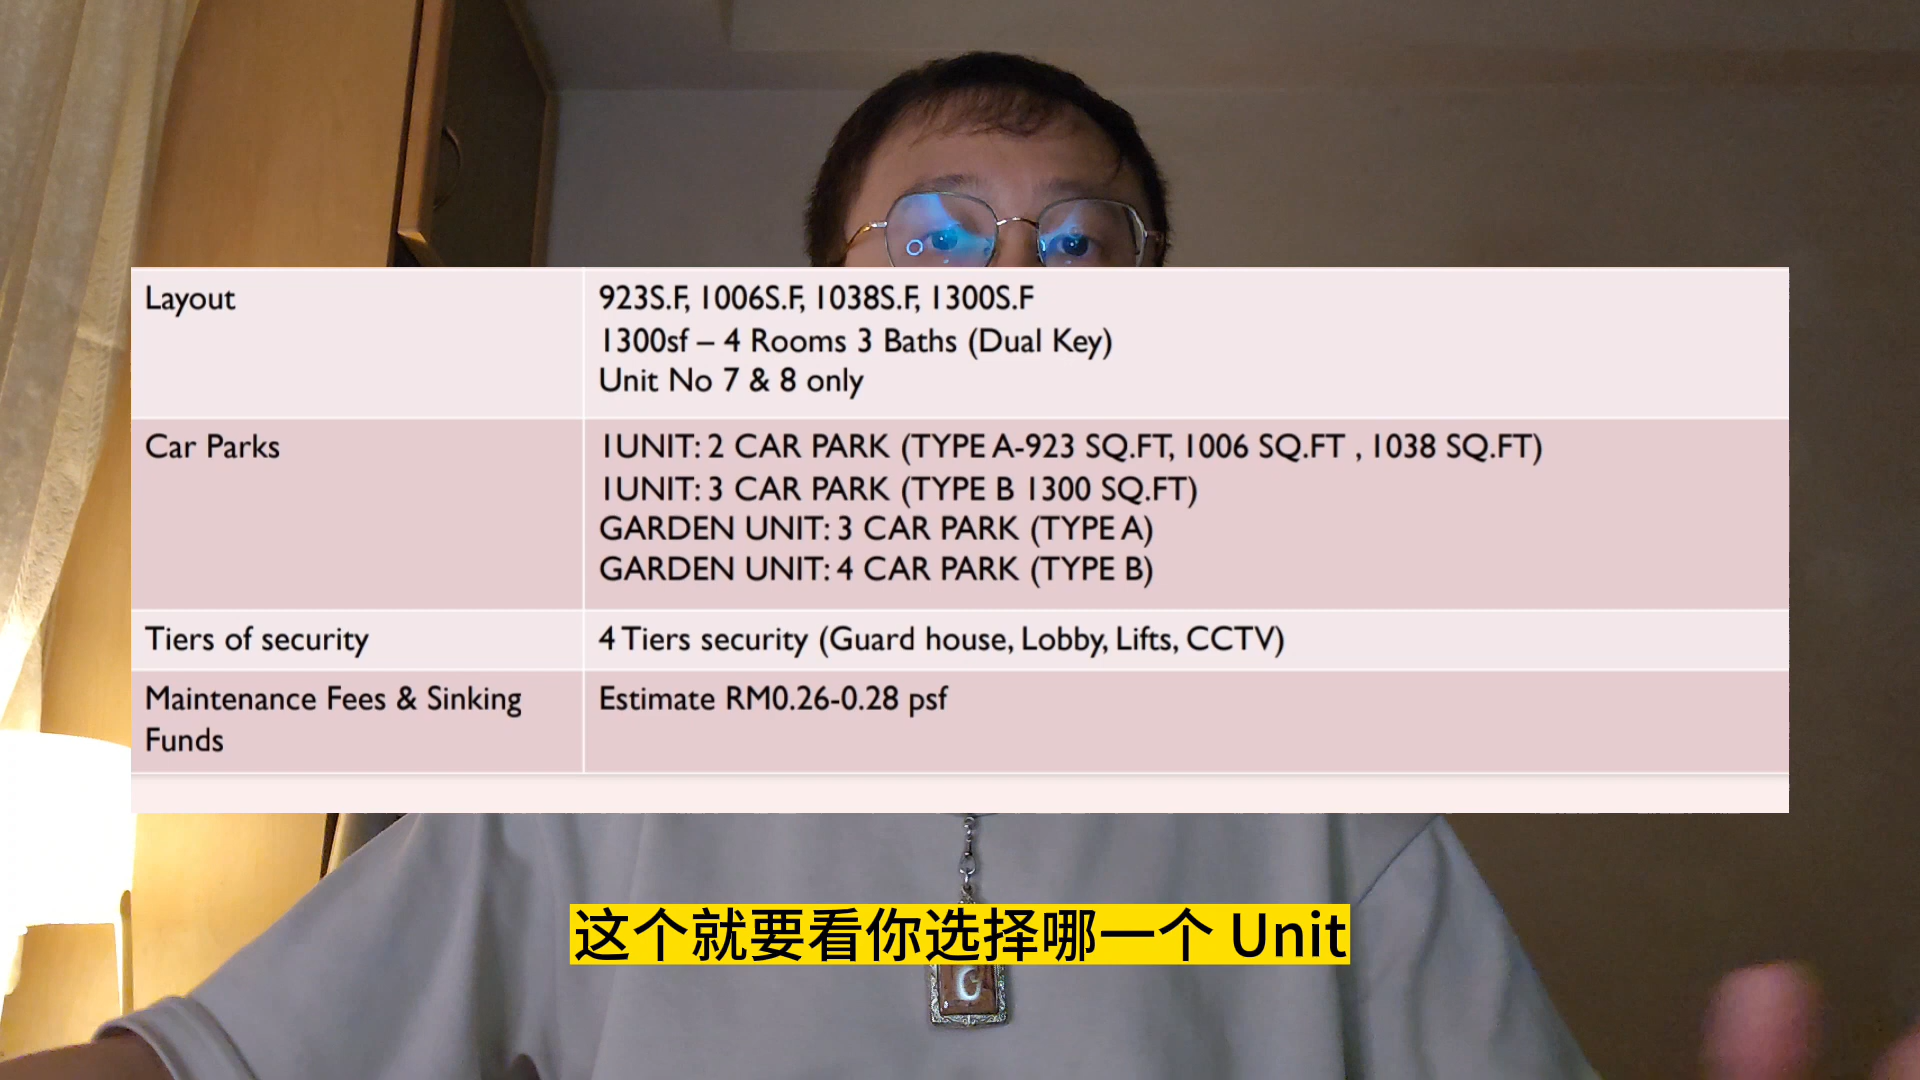 Layout
923S.F, 1006S.F, 1038S.F, 1300S.F
1300sf – 4 Rooms 3 Baths (Dual Key)
Unit No 7 & 8 only
Car Parks
1UNIT: 2 CAR PARK (TYPE A-923 SQ.FT, 1006 SQ.FT , 1038 SQ.FT)
1UNIT: 3 CAR PARK (TYPE B 1300 SQ.FT)
GARDEN UNIT: 3 CAR PARK (TYPE A)
GARDEN UNIT: 4 CAR PARK (TYPE B)
Tiers of security
4 Tiers security (Guard house, Lobby, Lifts, CCTV)
Maintenance Fees & Sinking
Funds
Estimate RM0.26-0.28 psf
这个就要看你选择哪一个 Unit